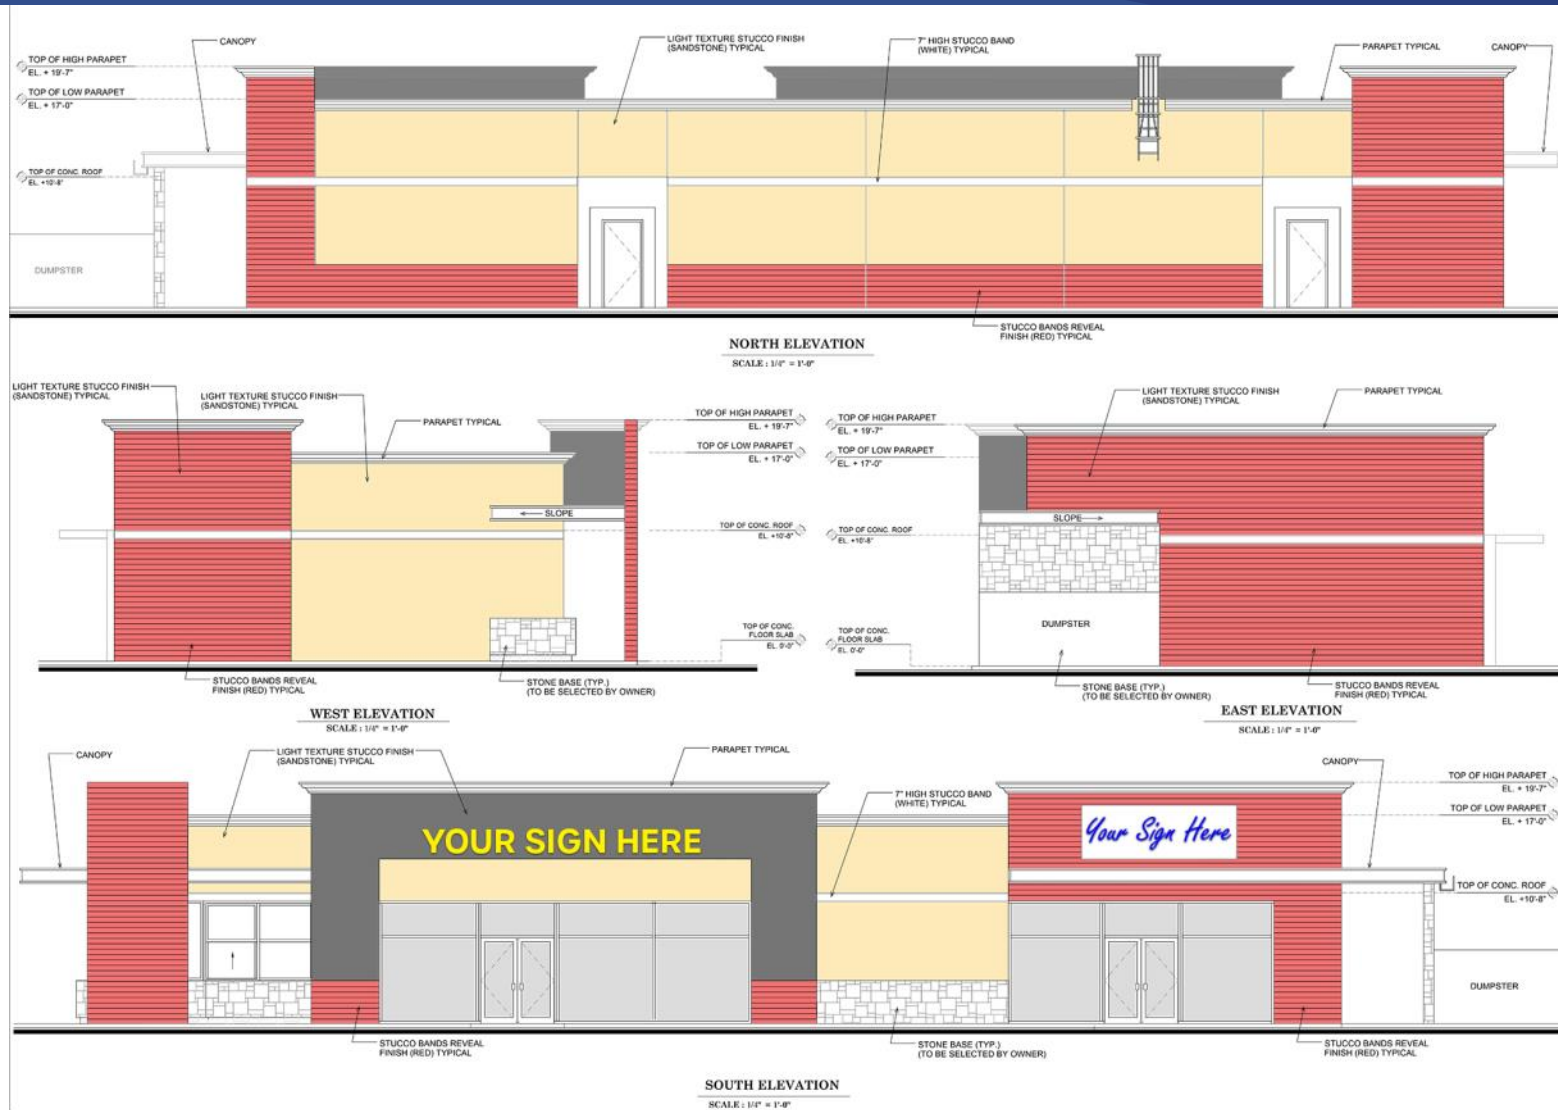 CANOPY
LIGHT TEXTURE STUCCO FINISH
(SANDSTONE) TYPICAL
7" HIGH STUCCO BAND
(WHITE) TYPICAL
PARAPET TYPICAL
CANOPY
TOP OF HIGH PARAPET
EL. + 19'-7"
TOP OF LOW PARAPET
EL. + 17'-0"
TOP OF CONC. ROOF
EL. +10'-8"
DUMPSTER
STUCCO BANDS REVEAL
FINISH (RED) TYPICAL
NORTH ELEVATION
SCALE : 1/4" = 1'-0"
LIGHT TEXTURE STUCCO FINISH
(SANDSTONE) TYPICAL
LIGHT TEXTURE STUCCO FINISH
(SANDSTONE) TYPICAL
PARAPET TYPICAL
TOP OF HIGH PARAPET
EL. + 19'-7"
TOP OF LOW PARAPET
EL. + 17'-0"
SLOPE
TOP OF CONC. ROOF
EL. +10'-8"
TOP OF CONC.
FLOOR SLAB
EL. 0'-0"
STUCCO BANDS REVEAL
FINISH (RED) TYPICAL
STONE BASE (TYP.)
(TO BE SELECTED BY OWNER)
WEST ELEVATION
SCALE : 1/4" = 1'-0"
LIGHT TEXTURE STUCCO FINISH
(SANDSTONE) TYPICAL
PARAPET TYPICAL
TOP OF HIGH PARAPET
EL. + 19'-7"
TOP OF LOW PARAPET
EL. + 17'-0"
SLOPE
TOP OF CONC. ROOF
EL. +10'-8"
DUMPSTER
TOP OF CONC.
FLOOR SLAB
EL. 0'-0"
STONE BASE (TYP.)
(TO BE SELECTED BY OWNER)
STUCCO BANDS REVEAL
FINISH (RED) TYPICAL
EAST ELEVATION
SCALE : 1/4" = 1'-0"
CANOPY
LIGHT TEXTURE STUCCO FINISH
(SANDSTONE) TYPICAL
PARAPET TYPICAL
7" HIGH STUCCO BAND
(WHITE) TYPICAL
CANOPY
TOP OF HIGH PARAPET
EL. + 19'-7"
TOP OF LOW PARAPET
EL. + 17'-0"
YOUR SIGN HERE
Your Sign Here
TOP OF CONC. ROOF
EL. +10'-8"
DUMPSTER
STUCCO BANDS REVEAL
FINISH (RED) TYPICAL
STONE BASE (TYP.)
(TO BE SELECTED BY OWNER)
STUCCO BANDS REVEAL
FINISH (RED) TYPICAL
SOUTH ELEVATION
SCALE : 1/4" = 1'-0"